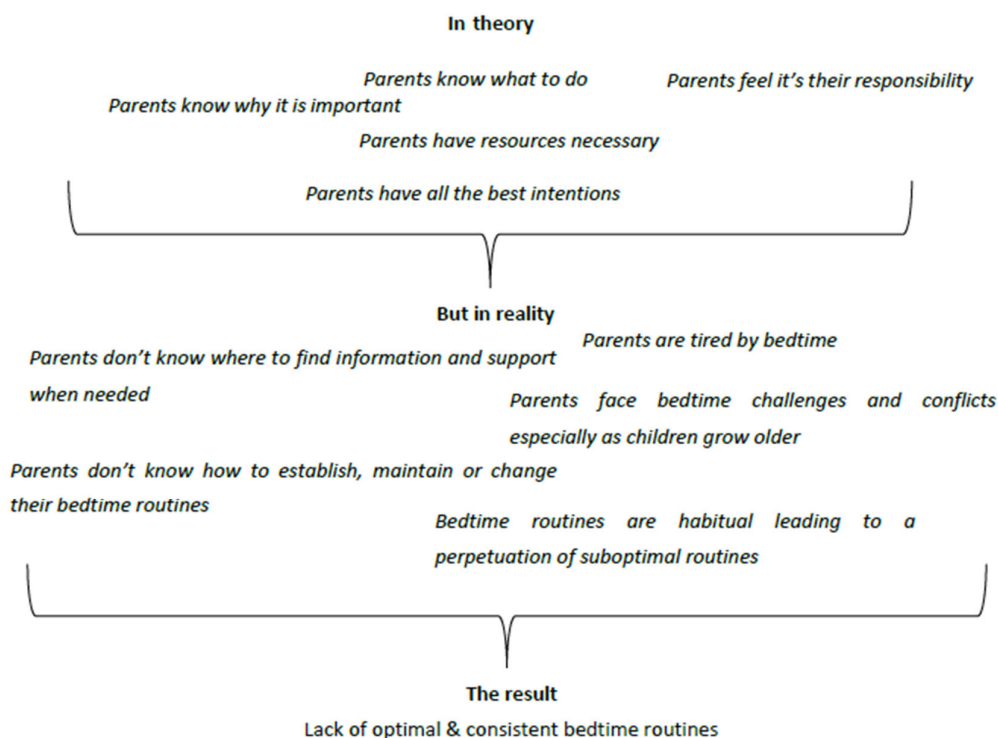 In theory
Parents know what to do
Parents feel it's their responsibility
Parents know why it is important
Parents have resources necessary
Parents have all the best intentions
But in reality
Parents are tired by bedtime
Parents don't know where to find information and support
when needed
Parents face bedtime challenges and conflicts
especially as children grow older
Parents don't know how to establish, maintain or change
their bedtime routines
Bedtime routines are habitual leading to a
perpetuation of suboptimal routines
The result
Lack of optimal & consistent bedtime routines